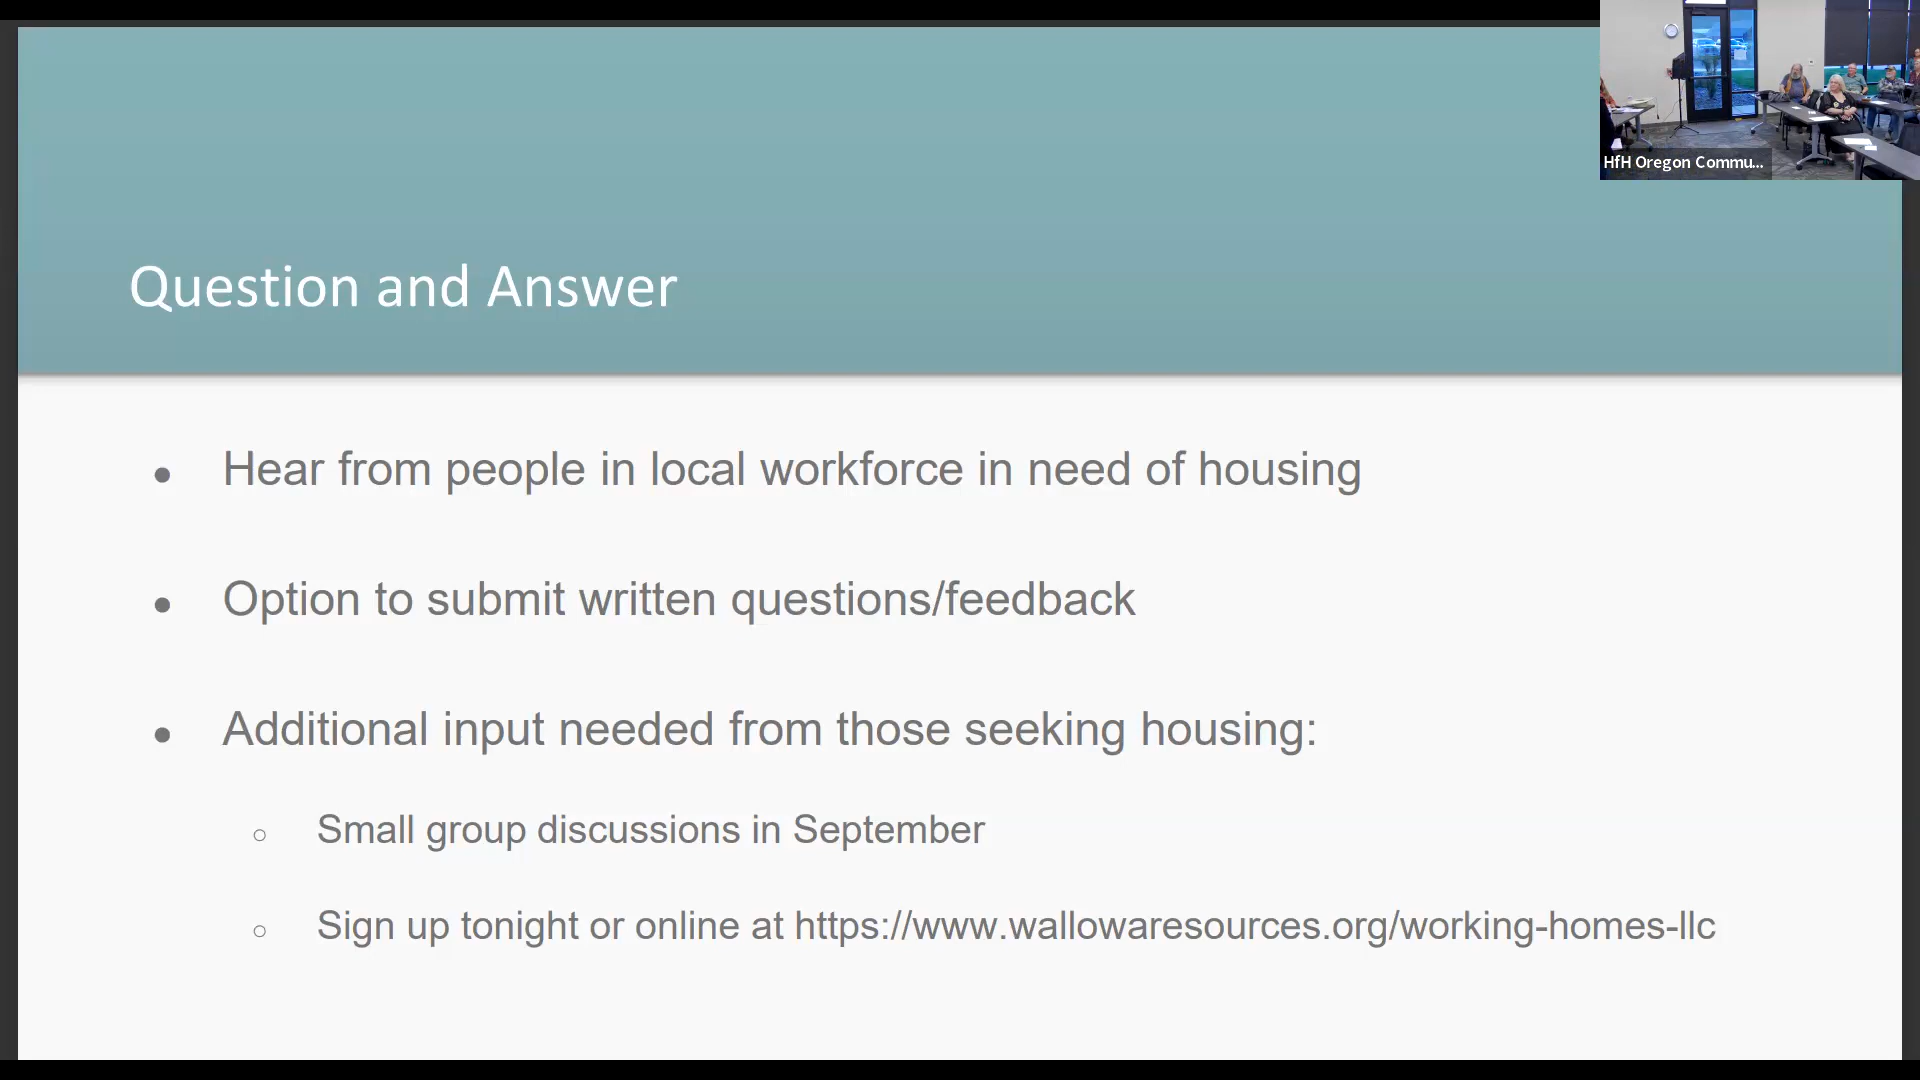 HfH Oregon Commu...
Question and Answer
Hear from people in local workforce in need of housing
Option to submit written questions/feedback
Additional input needed from those seeking housing:
Small group discussions in September
Sign up tonight or online at https://www.wallowaresources.org/working-homes-llc